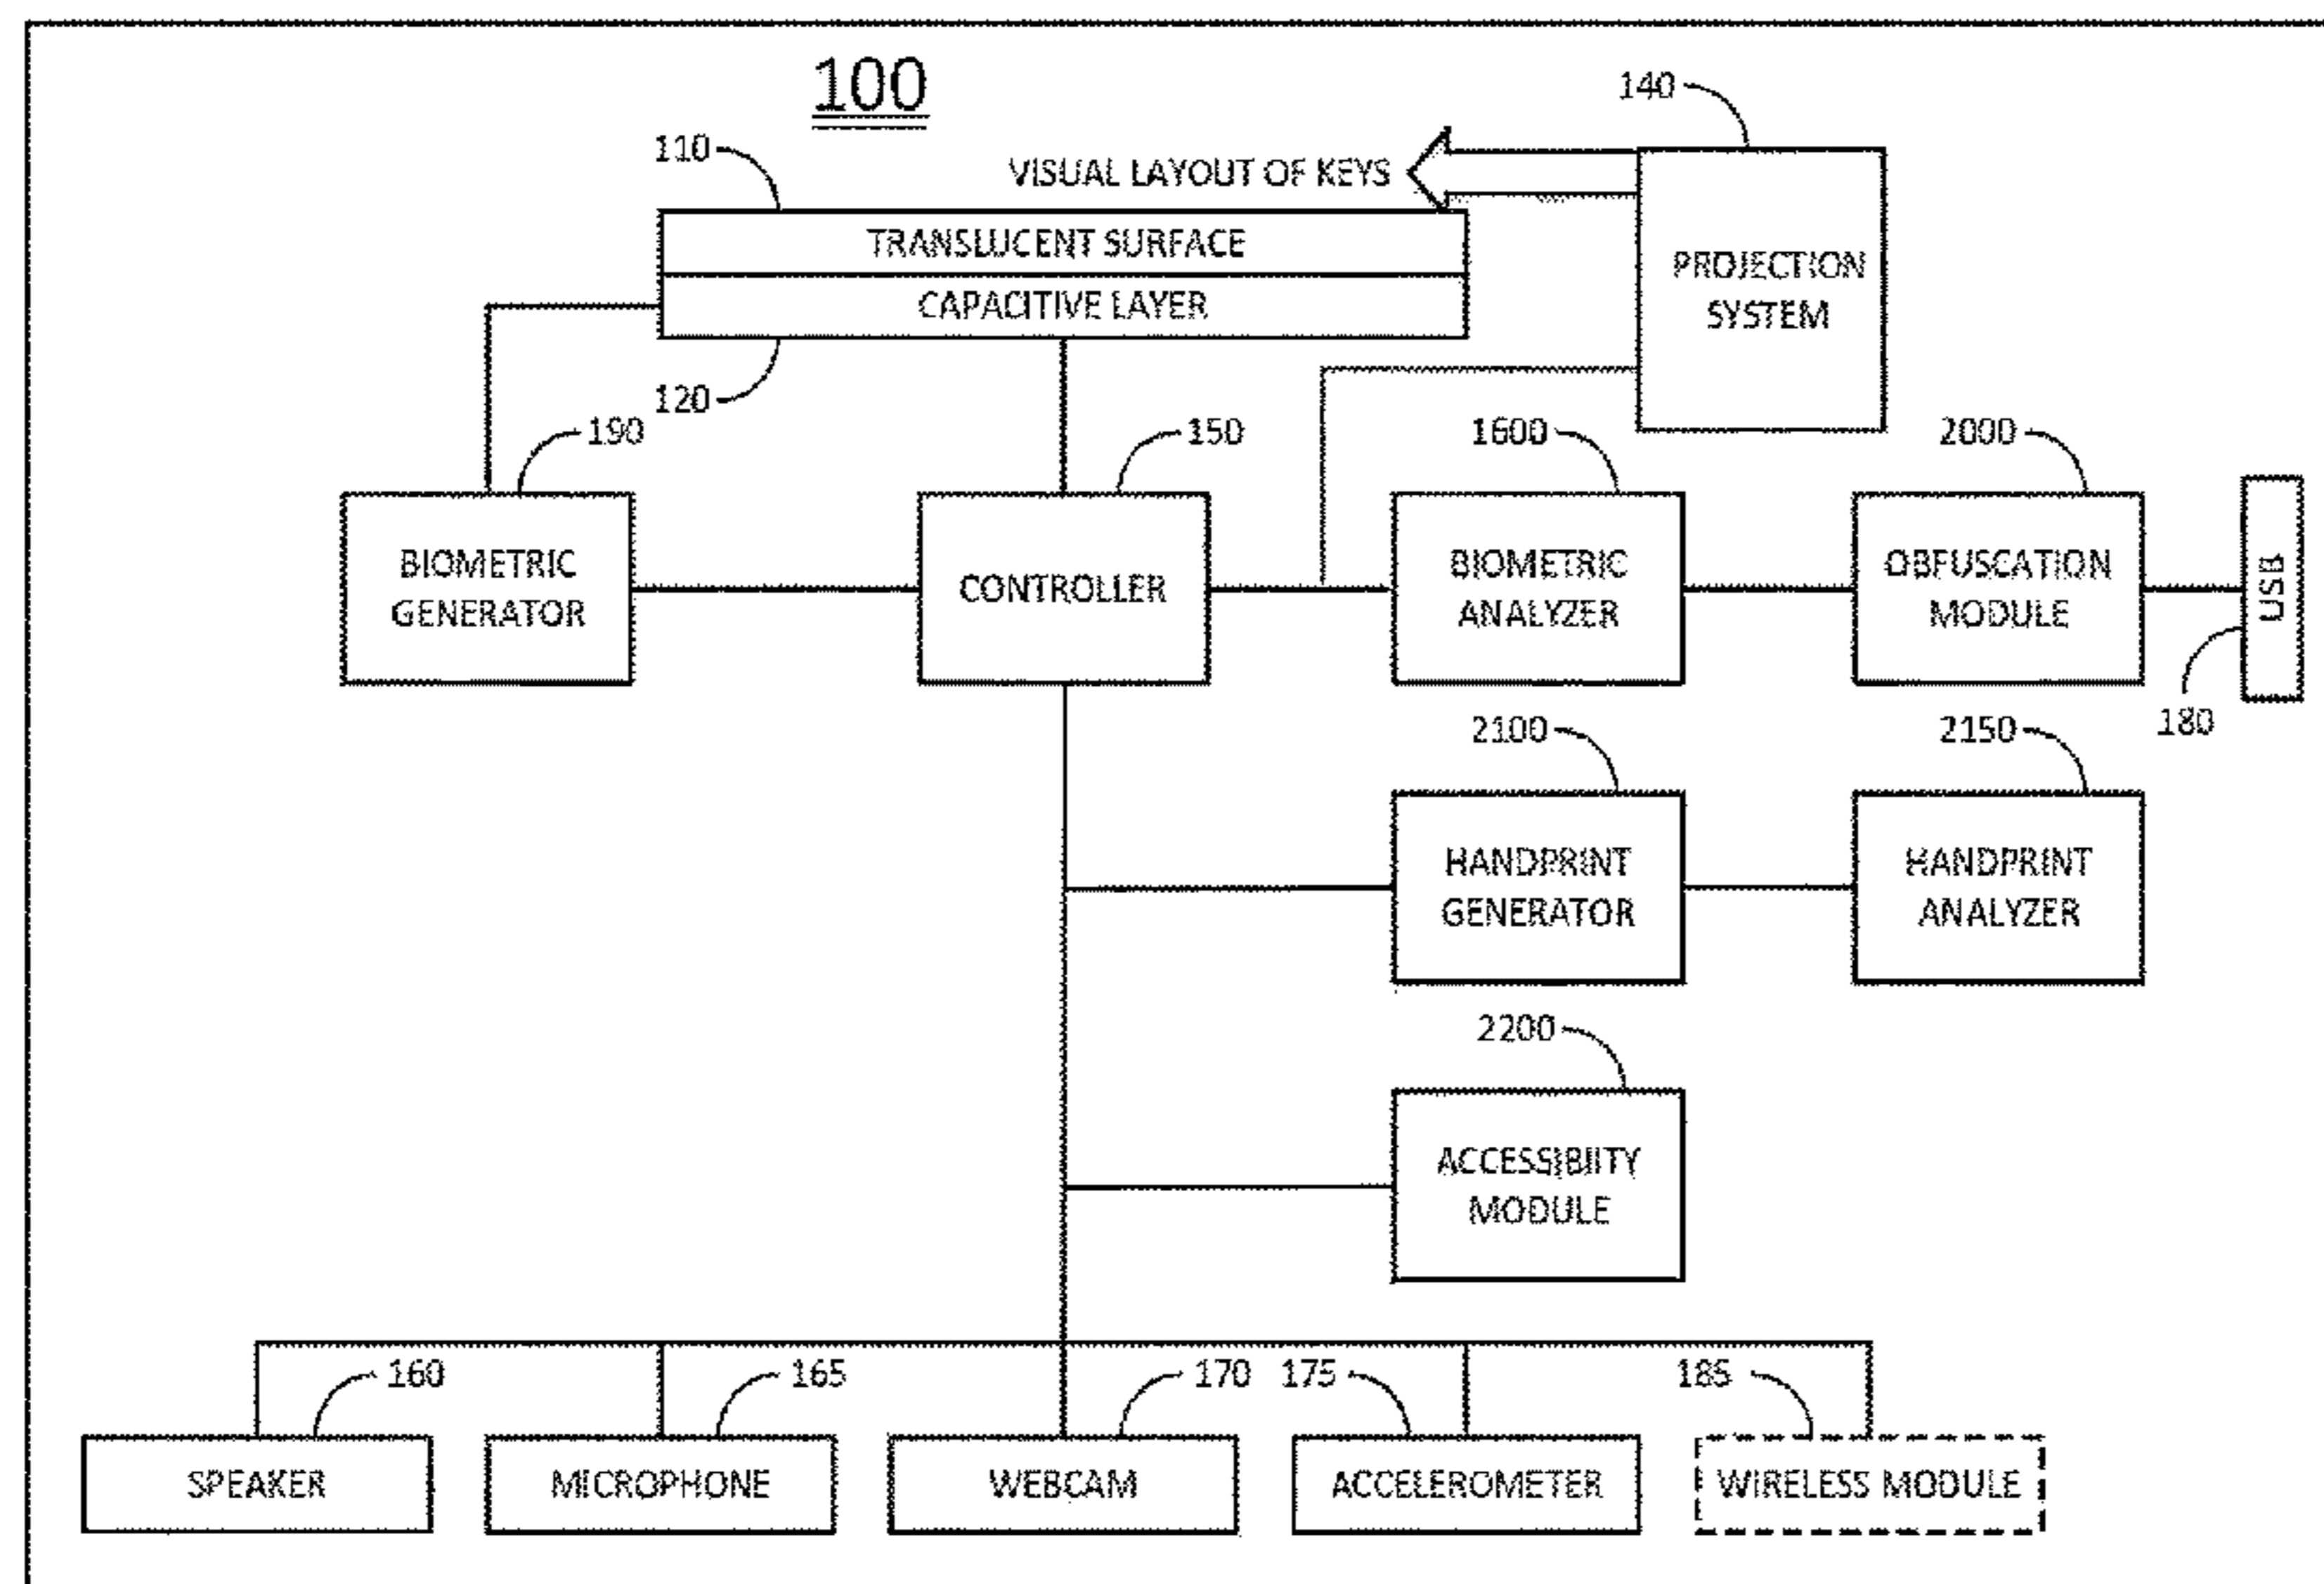 100
140
110
VISUAL LAYOUT OF KEYS
TRANSLUCENT SURFACE
PROJECTION
SYSTEM
CAPACITIVE LAYER
120
190
150
1600
2000
BIOMETRIC
GENERATOR
CONTROLLER
BIOMETRIC
ANALYZER
OBFUSCATION
MODULE
USB
180
2100
2150
HANDPRINT
GENERATOR
HANDPRINT
ANALYZER
2200
ACCESSIBIITY
MODULE
160
165
170
175
185
SPEAKER
MICROPHONE
WEBCAM
ACCELEROMETER
WIRELESS MODULE